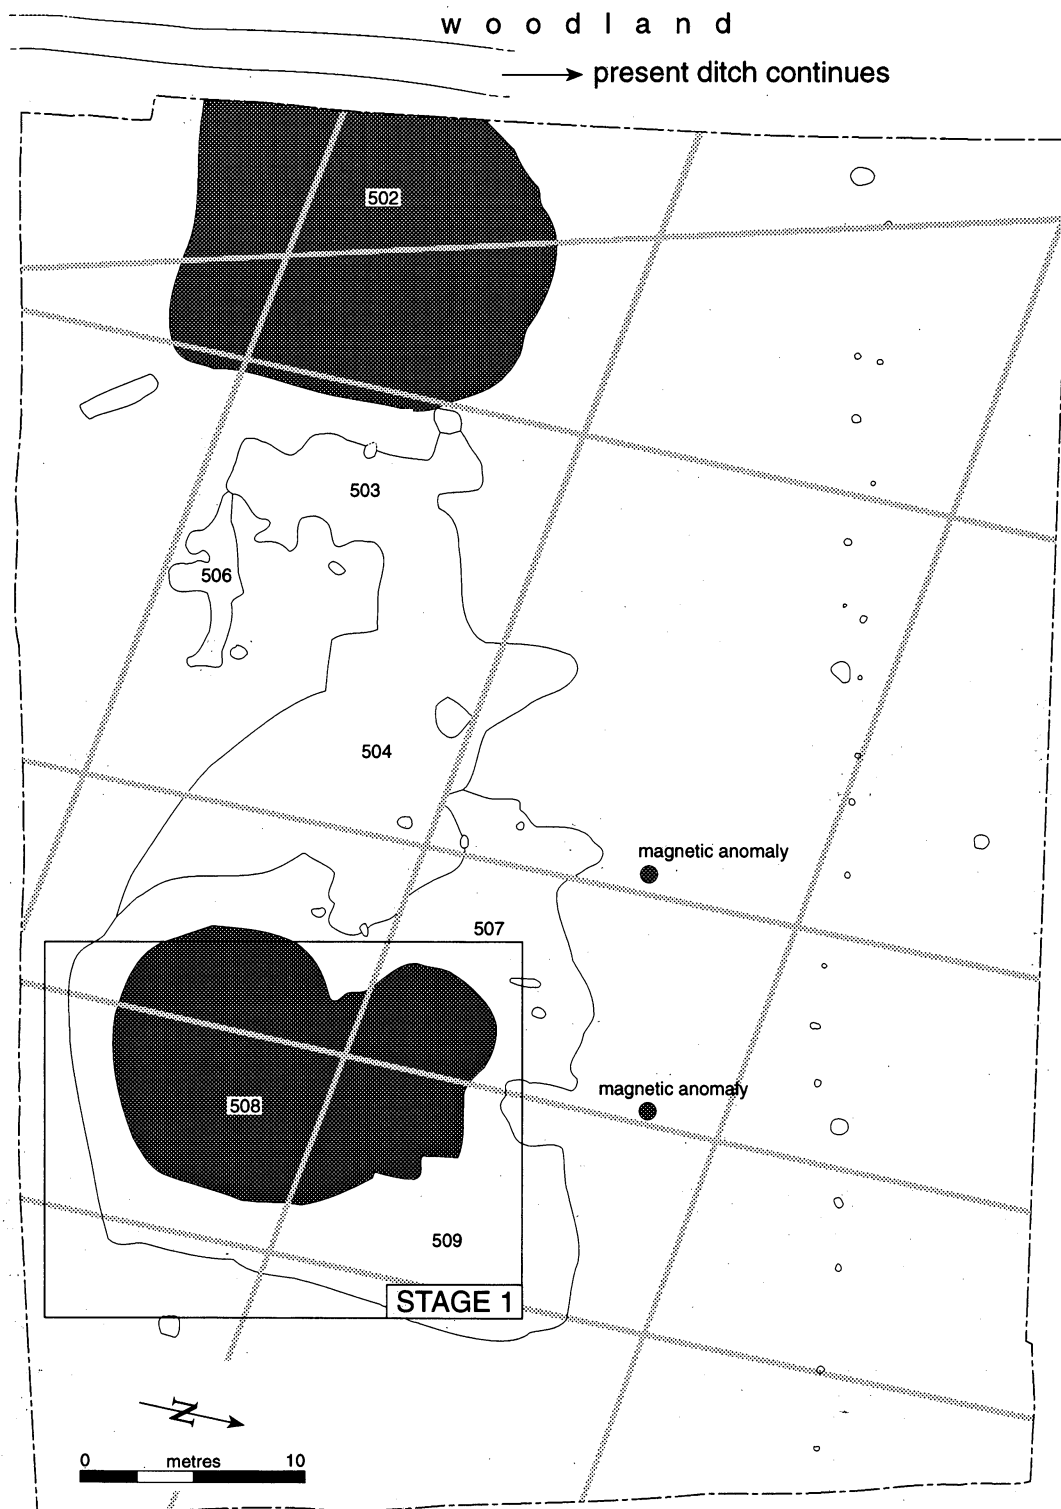 w o o d l a n d
present ditch continues
502
503
506
504
magnetic anomaly
507
magnetic anomaly
508
509
STAGE 1
N
0 metres 10